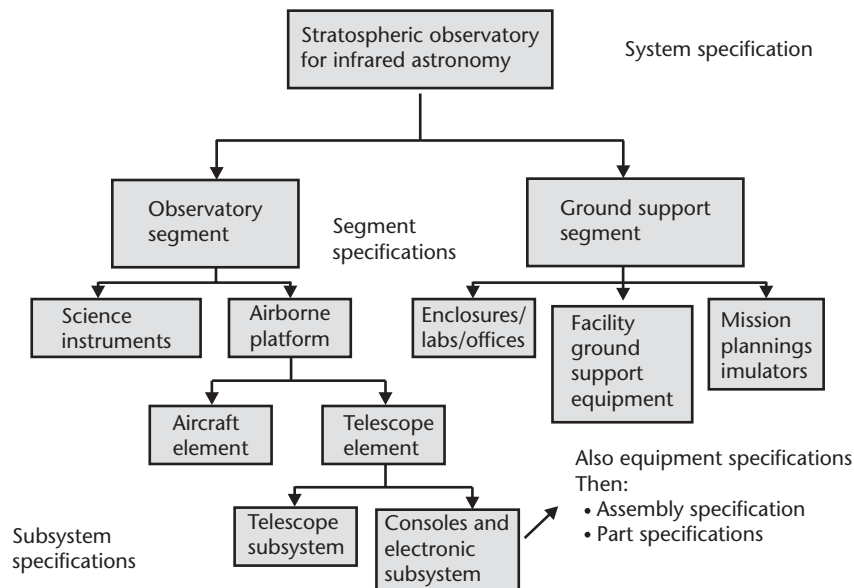 Stratospheric observatory
for infrared astronomy
System specification
Observatory
segment
Segment
specifications
Ground support
segment
Science
instruments
Airborne
platform
Enclosures/
labs/offices
Facility
ground
support
equipment
Mission
plannings
imulators
Aircraft
element
Telescope
element
Also equipment specifications
Then:
• Assembly specification
• Part specifications
Subsystem
specifications
Telescope
subsystem
Consoles and
electronic
subsystem